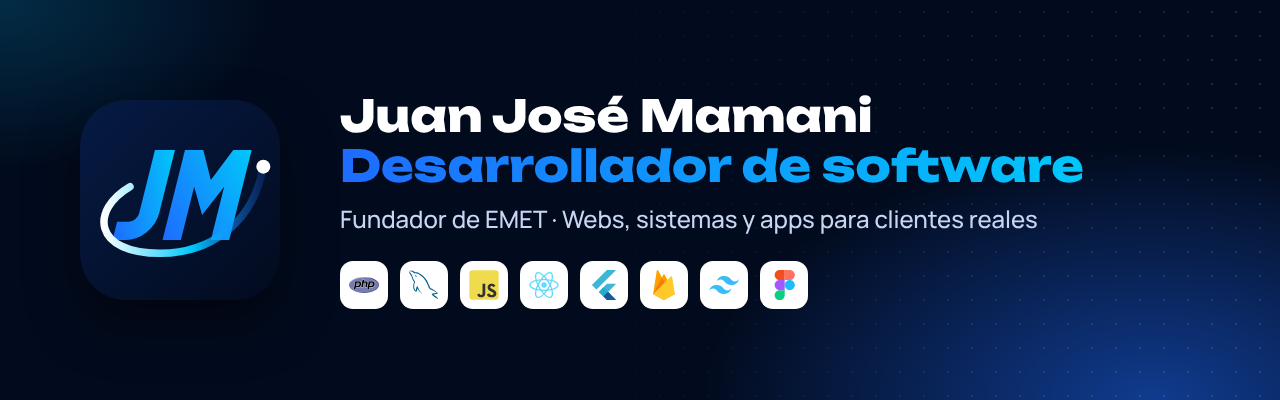 JM
Juan José Mamani
Desarrollador de software
Fundador de EMET · Webs, sistemas y apps para clientes reales
php
JS